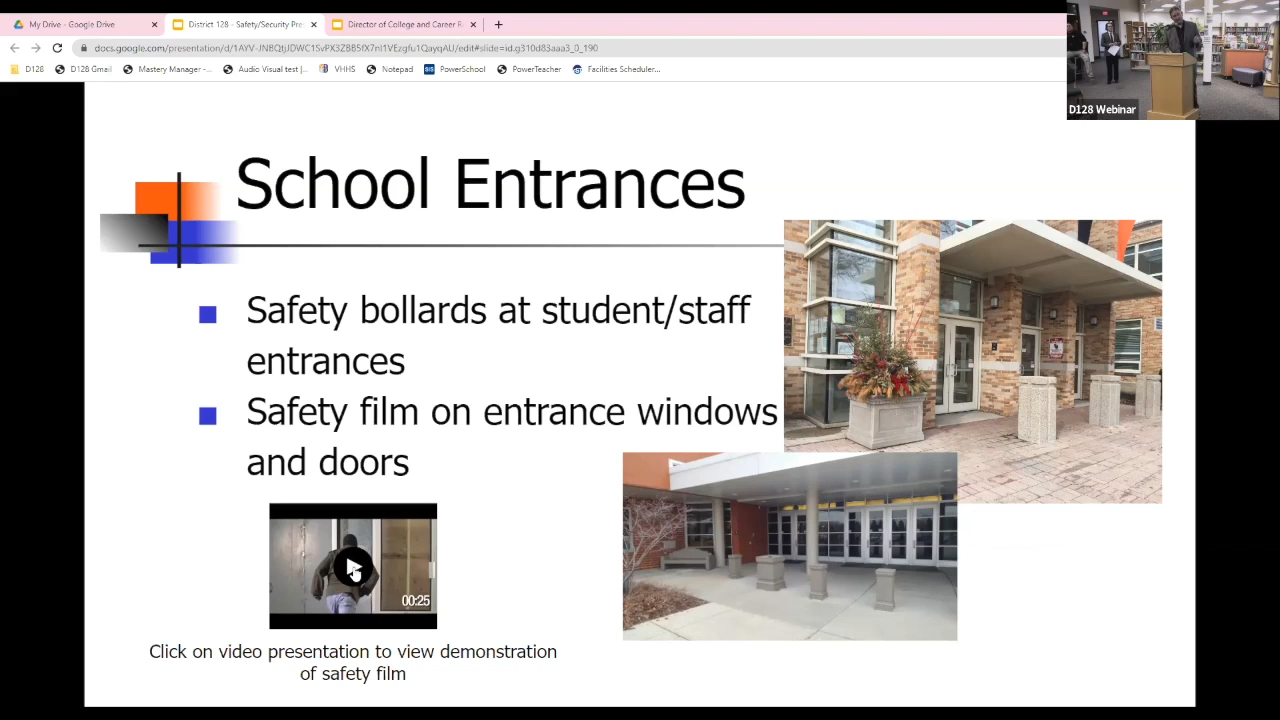 My Drive - Google Drive
District 128 - Safety/Security Pre
Director of College and Career R
docs.google.com/presentation/d/1AYV-JNBQtJDWC1SvPX3ZBB5fX7nI1VEzgfu1QayqAU/edit#slide=id.g310d83aaa3_0_190
D128
D128 Gmail
Mastery Manager -...
Audio Visual test |...
VHHS
Notepad
SIS
PowerSchool
PowerTeacher
Facilities Scheduler...
D128 Webinar
School Entrances
Safety bollards at student/staff
entrances
Safety film on entrance windows
and doors
00:25
Click on video presentation to view demonstration
of safety film